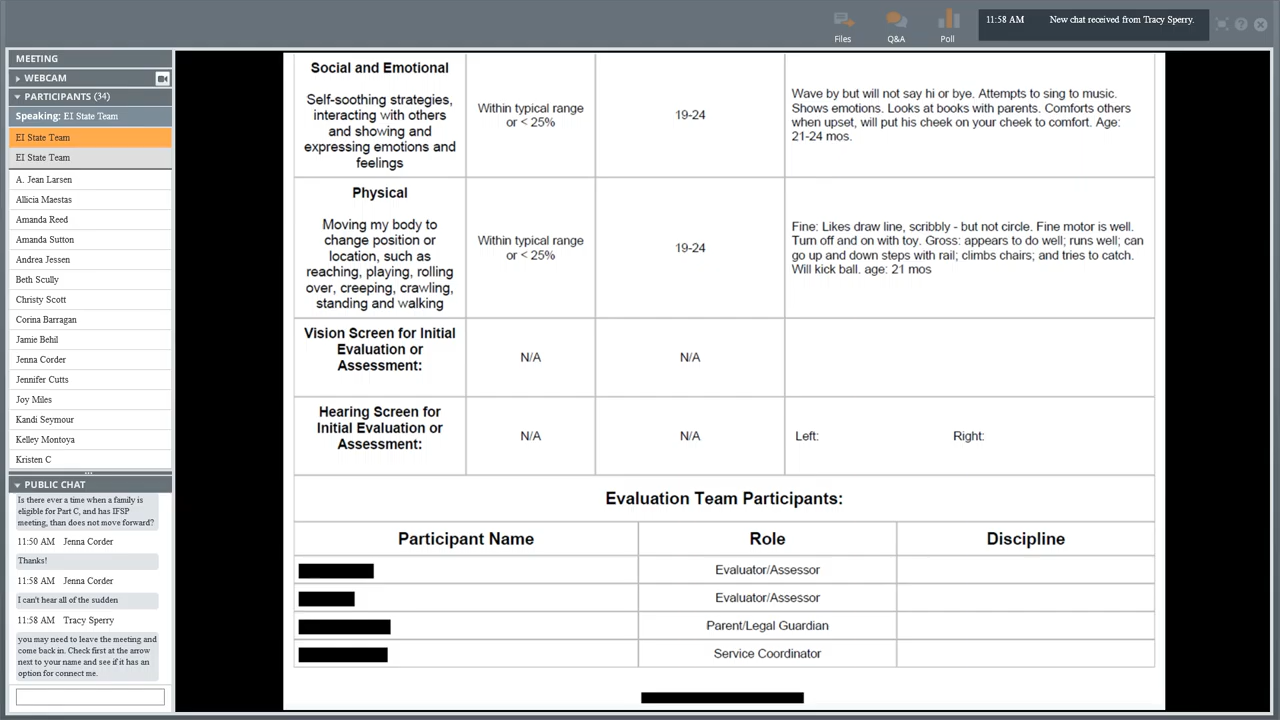 Files
Q&A
Poll
11:58 AM New chat received from Tracy Sperry.
MEETING
WEBCAM
PARTICIPANTS (34)
Speaking: EI State Team
EI State Team
EI State Team
A. Jean Larsen
Allicia Maestas
Amanda Reed
Amanda Sutton
Andrea Jessen
Beth Scully
Christy Scott
Corina Barragan
Jamie Behil
Jenna Corder
Jennifer Cutts
Joy Miles
Kandi Seymour
Kelley Montoya
Kristen C
PUBLIC CHAT
Is there ever a time when a family is
eligible for Part C, and has IFSP
meeting, than does not move forward?
11:50 AM Jenna Corder
Thanks!
11:58 AM Jenna Corder
I can't hear all of the sudden
11:58 AM Tracy Sperry
you may need to leave the meeting and
come back in. Check first at the arrow
next to your name and see if it has an
option for connect me.
Social and Emotional
Self-soothing strategies,
interacting with others
and showing and
expressing emotions and
feelings
Within typical range
or < 25%
19-24
Wave by but will not say hi or bye. Attempts to sing to music.
Shows emotions. Looks at books with parents. Comforts others
when upset, will put his cheek on your cheek to comfort. Age:
21-24 mos.
Physical
Moving my body to
change position or
location, such as
reaching, playing, rolling
over, creeping, crawling,
standing and walking
Within typical range
or < 25%
19-24
Fine: Likes draw line, scribbly - but not circle. Fine motor is well.
Turn off and on with toy. Gross: appears to do well; runs well; can
go up and down steps with rail; climbs chairs; and tries to catch.
Will kick ball. age: 21 mos
Vision Screen for Initial
Evaluation or
Assessment:
N/A
N/A
Hearing Screen for
Initial Evaluation or
Assessment:
N/A
N/A
Left: Right:
Evaluation Team Participants:
Participant Name Role Discipline
Evaluator/Assessor
Evaluator/Assessor
Parent/Legal Guardian
Service Coordinator